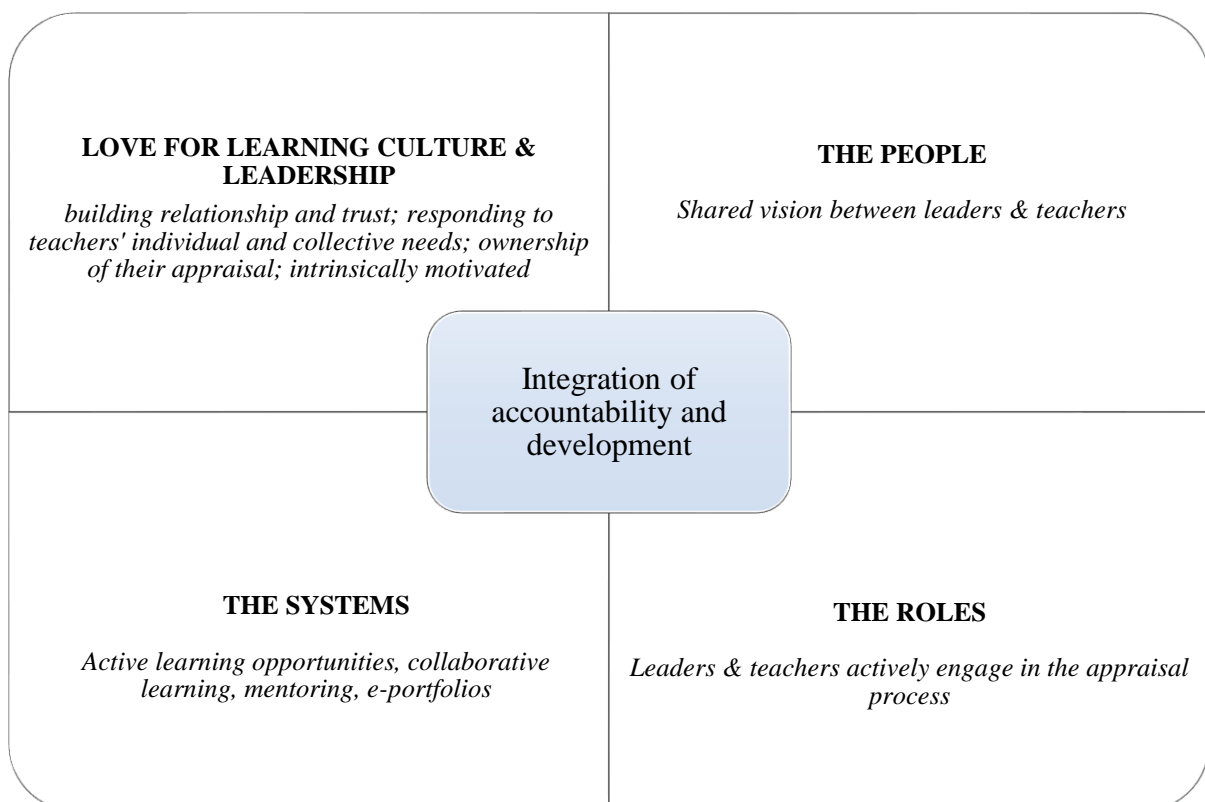 LOVE FOR LEARNING CULTURE &
LEADERSHIP
building relationship and trust; responding to
teachers' individual and collective needs; ownership
of their appraisal; intrinsically motivated
THE PEOPLE
Shared vision between leaders & teachers
Integration of
accountability and
development
THE SYSTEMS
Active learning opportunities, collaborative
learning, mentoring, e-portfolios
THE ROLES
Leaders & teachers actively engage in the appraisal
process